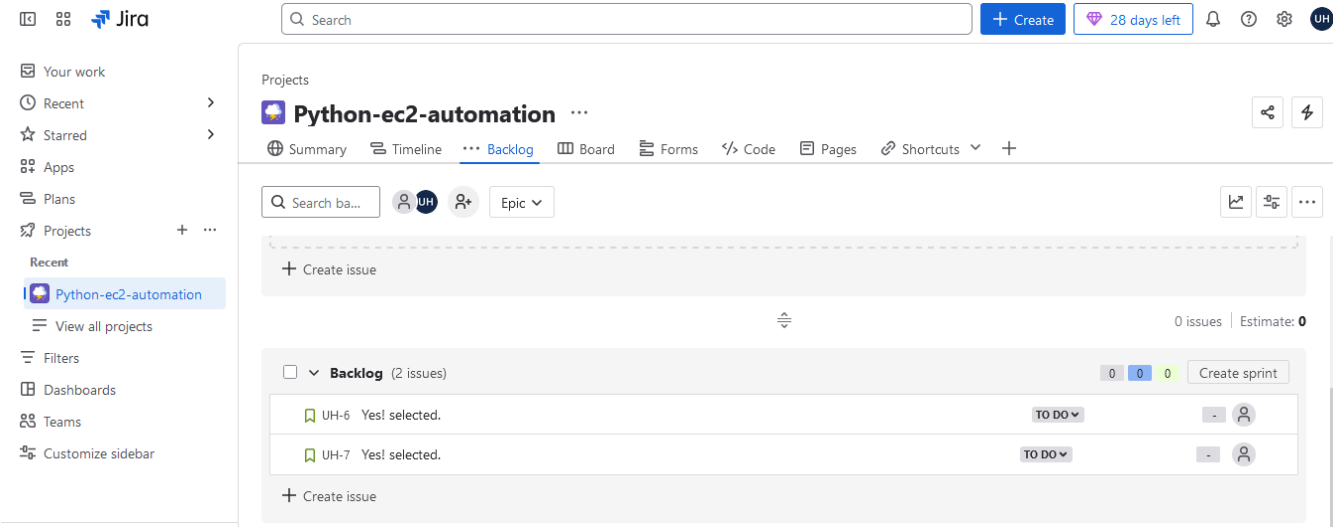 Jira
Search
+ Create
28 days left
UH
Your work
Recent
Starred
Apps
Plans
Projects
Recent
Python-ec2-automation
View all projects
Filters
Dashboards
Teams
Customize sidebar
Projects
Python-ec2-automation
Summary
Timeline
Backlog
Board
Forms
Code
Pages
Shortcuts
Search ba...
UH
Epic
+ Create issue
0 issues
Estimate: 0
Backlog (2 issues)
0 0 0
Create sprint
UH-6 Yes! selected. TO DO -
UH-7 Yes! selected. TO DO -
+ Create issue